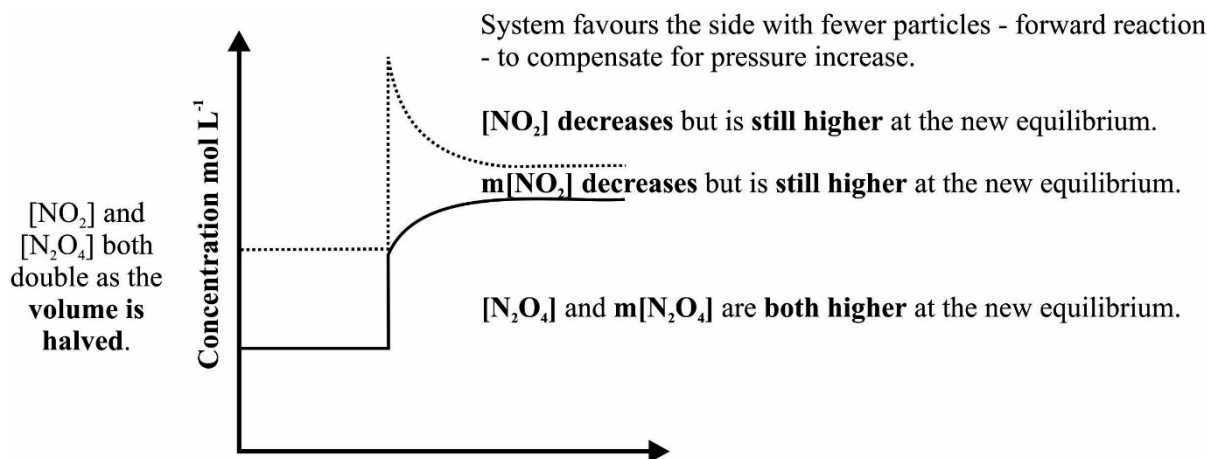 System favours the side with fewer particles - forward reaction
- to compensate for pressure increase.
[NO₂] decreases but is still higher at the new equilibrium.
m[NO₂] decreases but is still higher at the new equilibrium.
[N₂O₄] and m[N₂O₄] are both higher at the new equilibrium.
Concentration mol L⁻¹
[NO₂] and
[N₂O₄] both
double as the
volume is
halved.